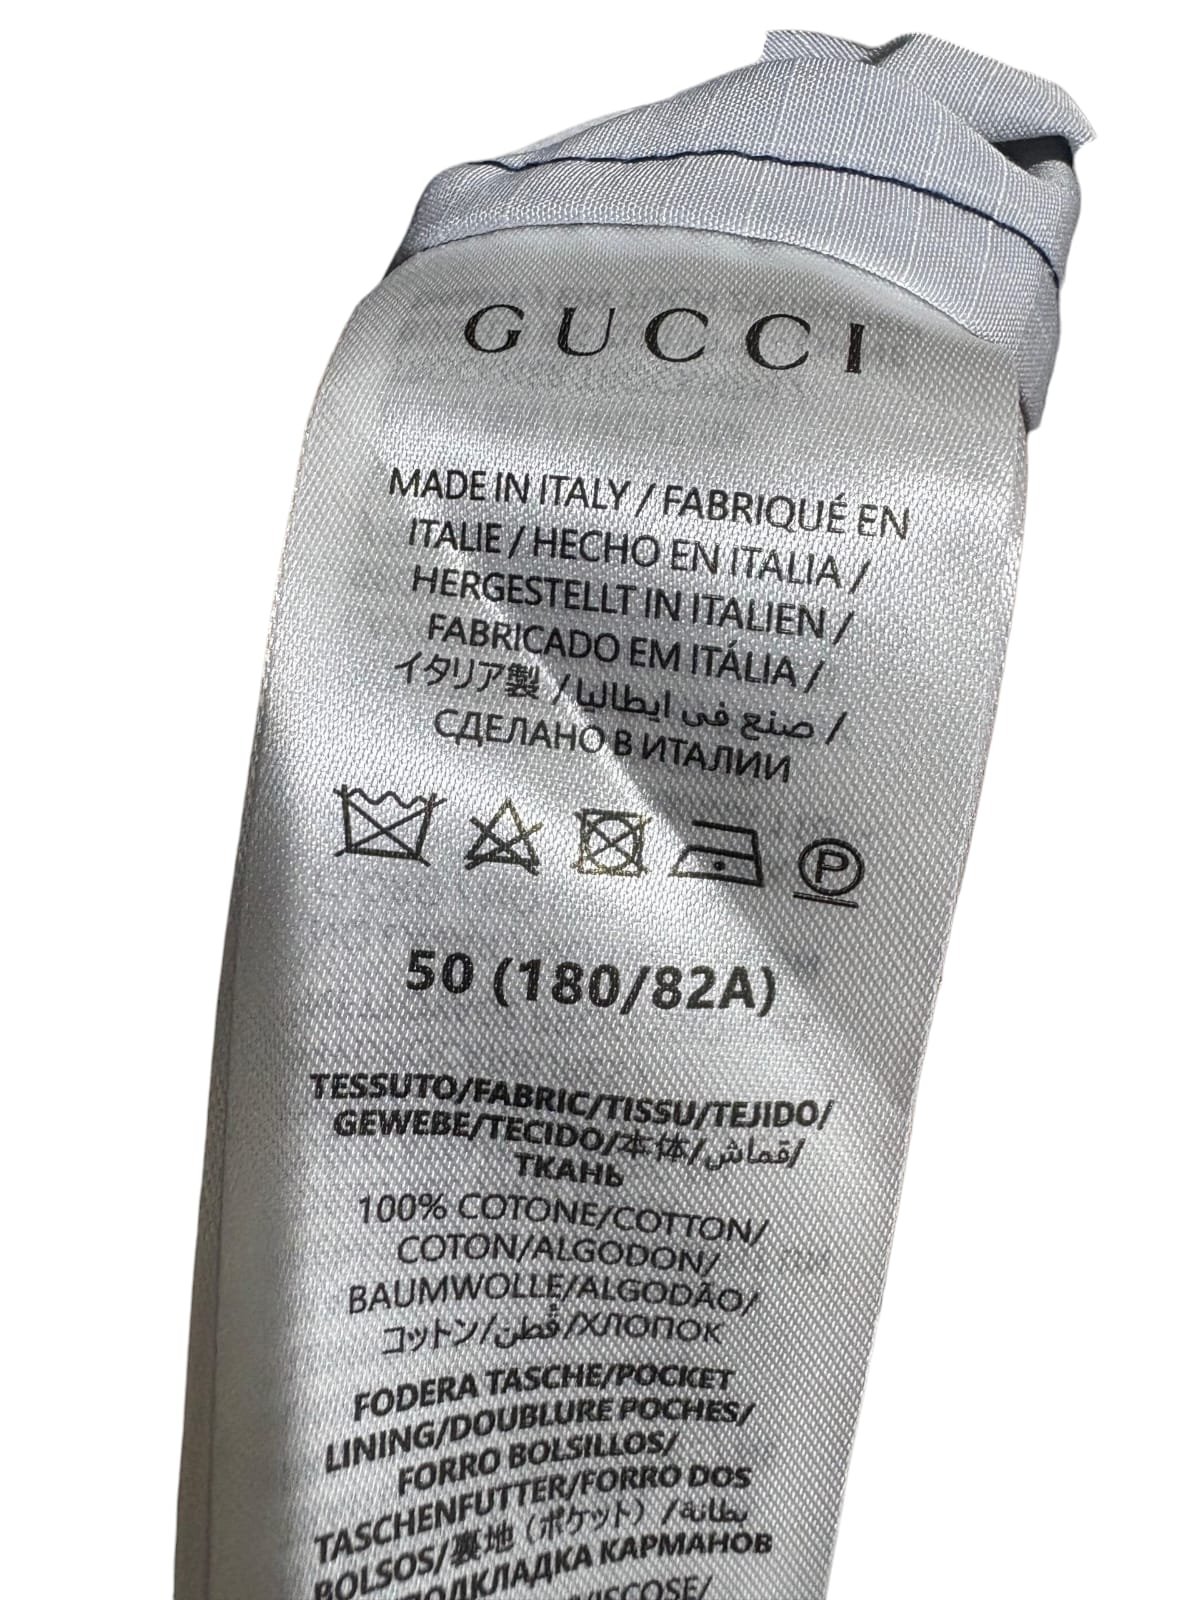 GUCCI
MADE IN ITALY / FABRIQUÉ EN
ITALIE / HECHO EN ITALIA /
HERGESTELLT IN ITALIEN /
FABRICADO EM ITÁLIA /
イタリア製 / صنع في ايطاليا /
СДЕЛАНО В ИТАЛИИ
P
50 (180/82A)
TESSUTO/FABRIC/TISSU/TEJIDO/
GEWEBE/TECIDO/本体/قماش/
ТКАНЬ
100% COTONE/COTTON/
COTON/ALGODON/
BAUMWOLLE/ALGODÃO/
コットン/قُطن/ХЛОПОК
FODERA TASCHE/POCKET
LINING/DOUBLURE POCHES/
FORRO BOLSILLOS/
TASCHENFUTTER/FORRO DOS
BOLSOS/裏地 (ポケット) /بطانة
ПОДКЛАДКА КАРМАНОВ
/VISCOSE/